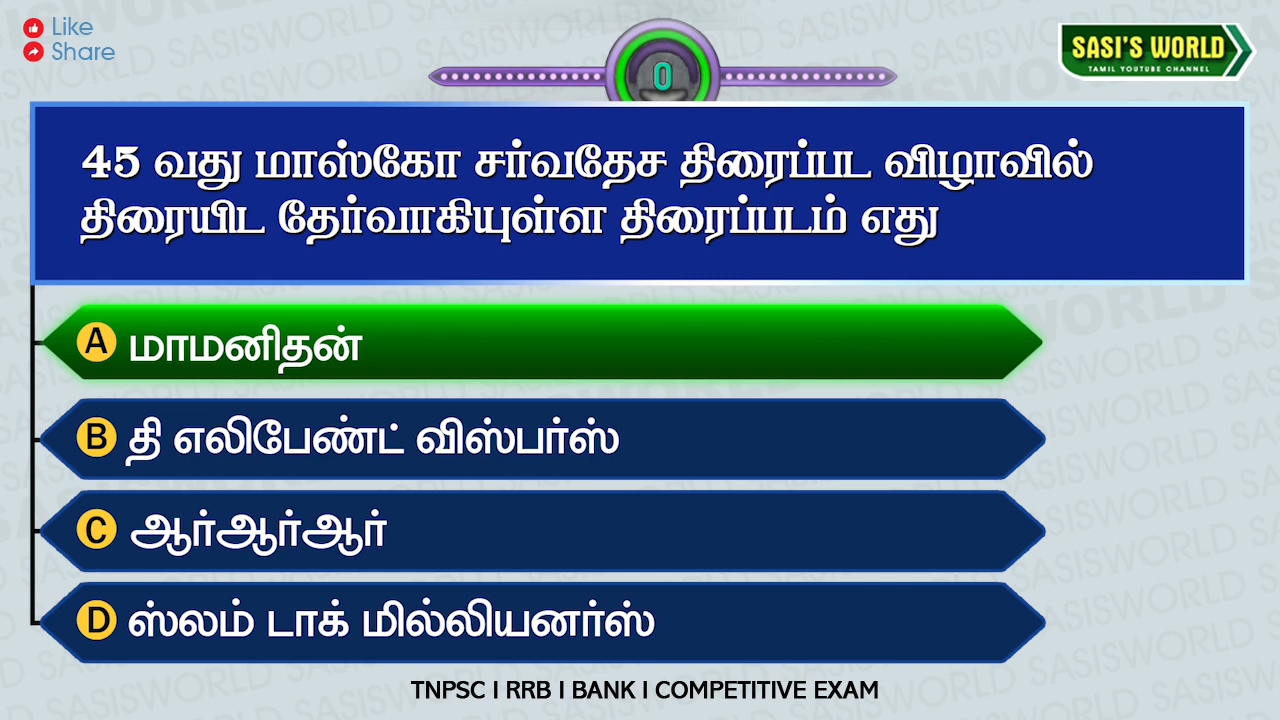 Like
Share
0
SASI'S WORLD
TAMIL YOUTUBE CHANNEL
45 வது மாஸ்கோ சர்வதேச திரைப்பட விழாவில்
திரையிட தேர்வாகியுள்ள திரைப்படம் எது
A மாமனிதன்
B தி எலிபேண்ட் விஸ்பர்ஸ்
C ஆர்ஆர்ஆர்
D ஸ்லம் டாக் மில்லியனர்ஸ்
TNPSC I RRB I BANK I COMPETITIVE EXAM